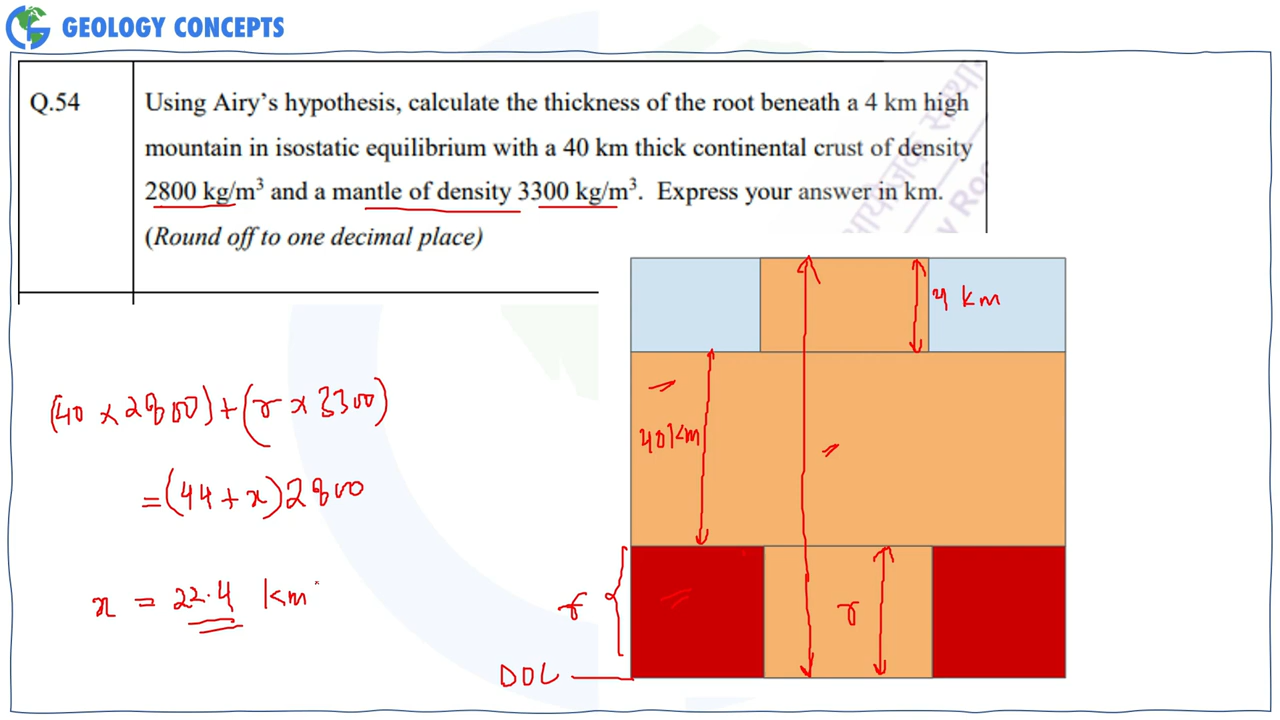 GEOLOGY CONCEPTS
Q.54
Using Airy's hypothesis, calculate the thickness of the root beneath a 4 km high
mountain in isostatic equilibrium with a 40 km thick continental crust of density
2800 kg/m³ and a mantle of density 3300 kg/m³. Express your answer in km.
(Round off to one decimal place)
4 km
40 km
(40 × 2800) + (r × 3300)
= (44 + x) 2800
x = 22.4 km
r
r
DOC